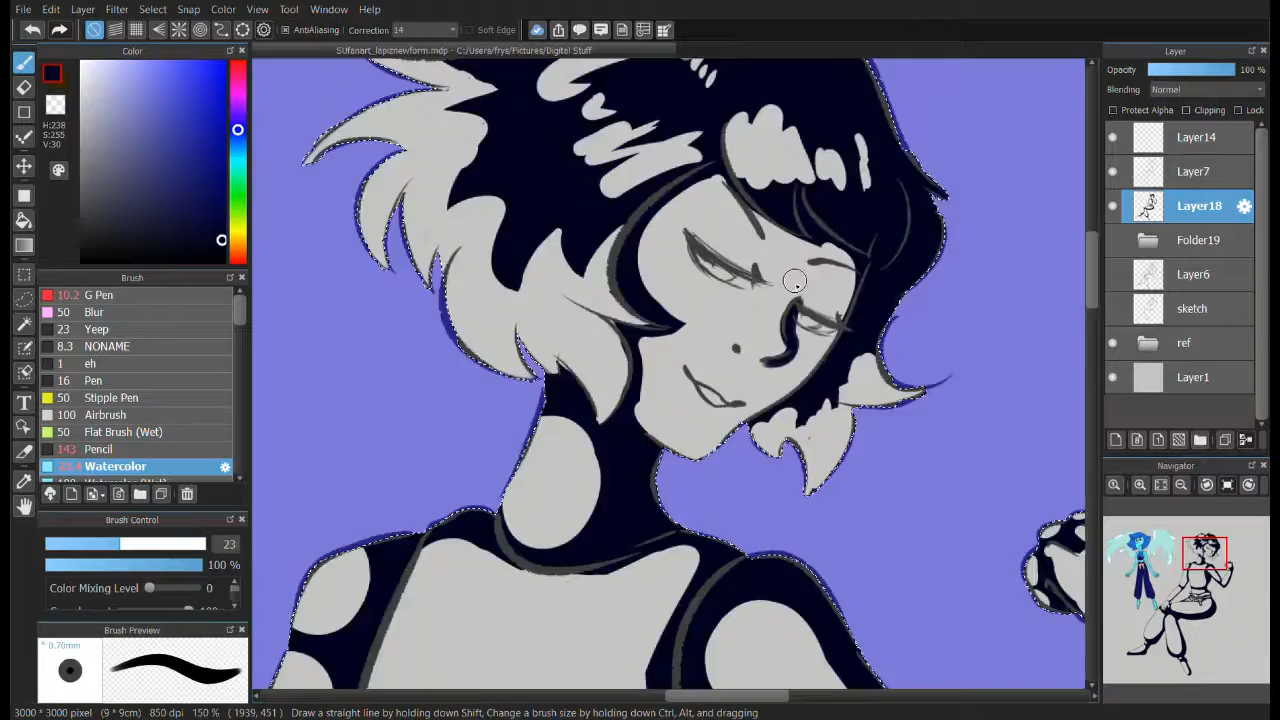 File Edit Layer Filter Select Snap Color View Tool Window Help
AntiAliasing Correction 14 Soft Edge
SUfanart_lapiznewform.mdp - C:/Users/frys/Pictures/Digital Stuff
Color
H:238
S:255
V:30
Brush
10.2 G Pen
50 Blur
23 Yeep
8.3 NONAME
1 eh
16 Pen
50 Stipple Pen
100 Airbrush
50 Flat Brush (Wet)
143 Pencil
23.4 Watercolor
Brush Control
23
100 %
Color Mixing Level 0
Brush Preview
* 0.70mm
Layer
Opacity 100 %
Blending Normal
Protect Alpha Clipping Lock
Layer14
Layer7
Layer18
Folder19
Layer6
sketch
ref
Layer1
Navigator
3000 * 3000 pixel (9 * 9cm) 850 dpi 150 % ( 1939, 451 ) Draw a straight line by holding down Shift, Change a brush size by holding down Ctrl, Alt, and dragging